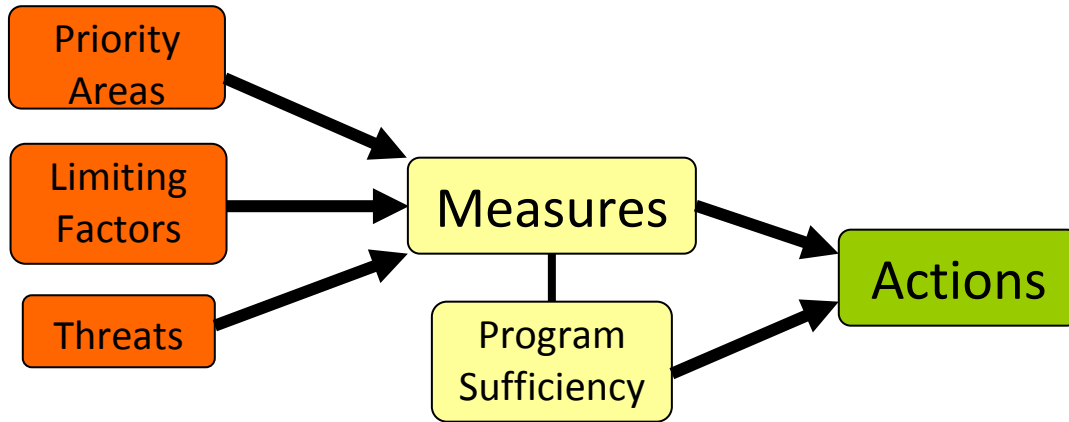 Priority
Areas
Limiting
Factors
Threats
Measures
Program
Sufficiency
Actions